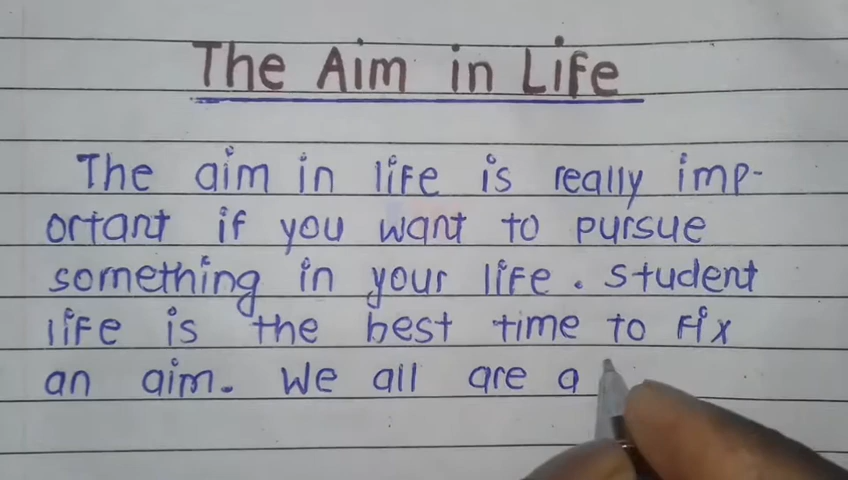 The Aim in Life
The aim in life is really imp-
ortant if you want to pursue
something in your life. Student
life is the best time to fix
an aim. We all are a